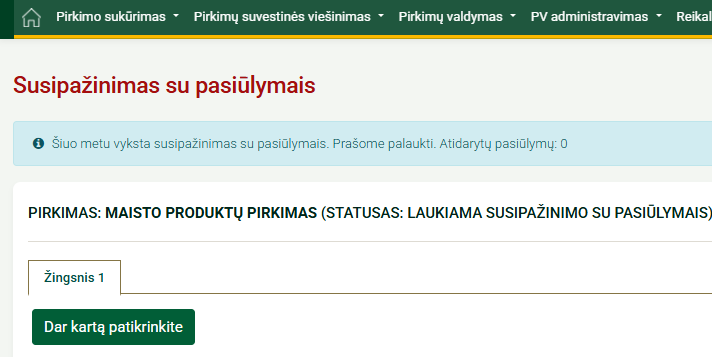 Pirkimo sukūrimas Pirkimų suvestinės viešinimas Pirkimų valdymas PV administravimas Reikal
Susipažinimas su pasiūlymais
Šiuo metu vyksta susipažinimas su pasiūlymais. Prašome palaukti. Atidarytų pasiūlymų: 0
PIRKIMAS: MAISTO PRODUKTŲ PIRKIMAS (STATUSAS: LAUKIAMA SUSIPAŽINIMO SU PASIŪLYMAIS)
Žingsnis 1
Dar kartą patikrinkite